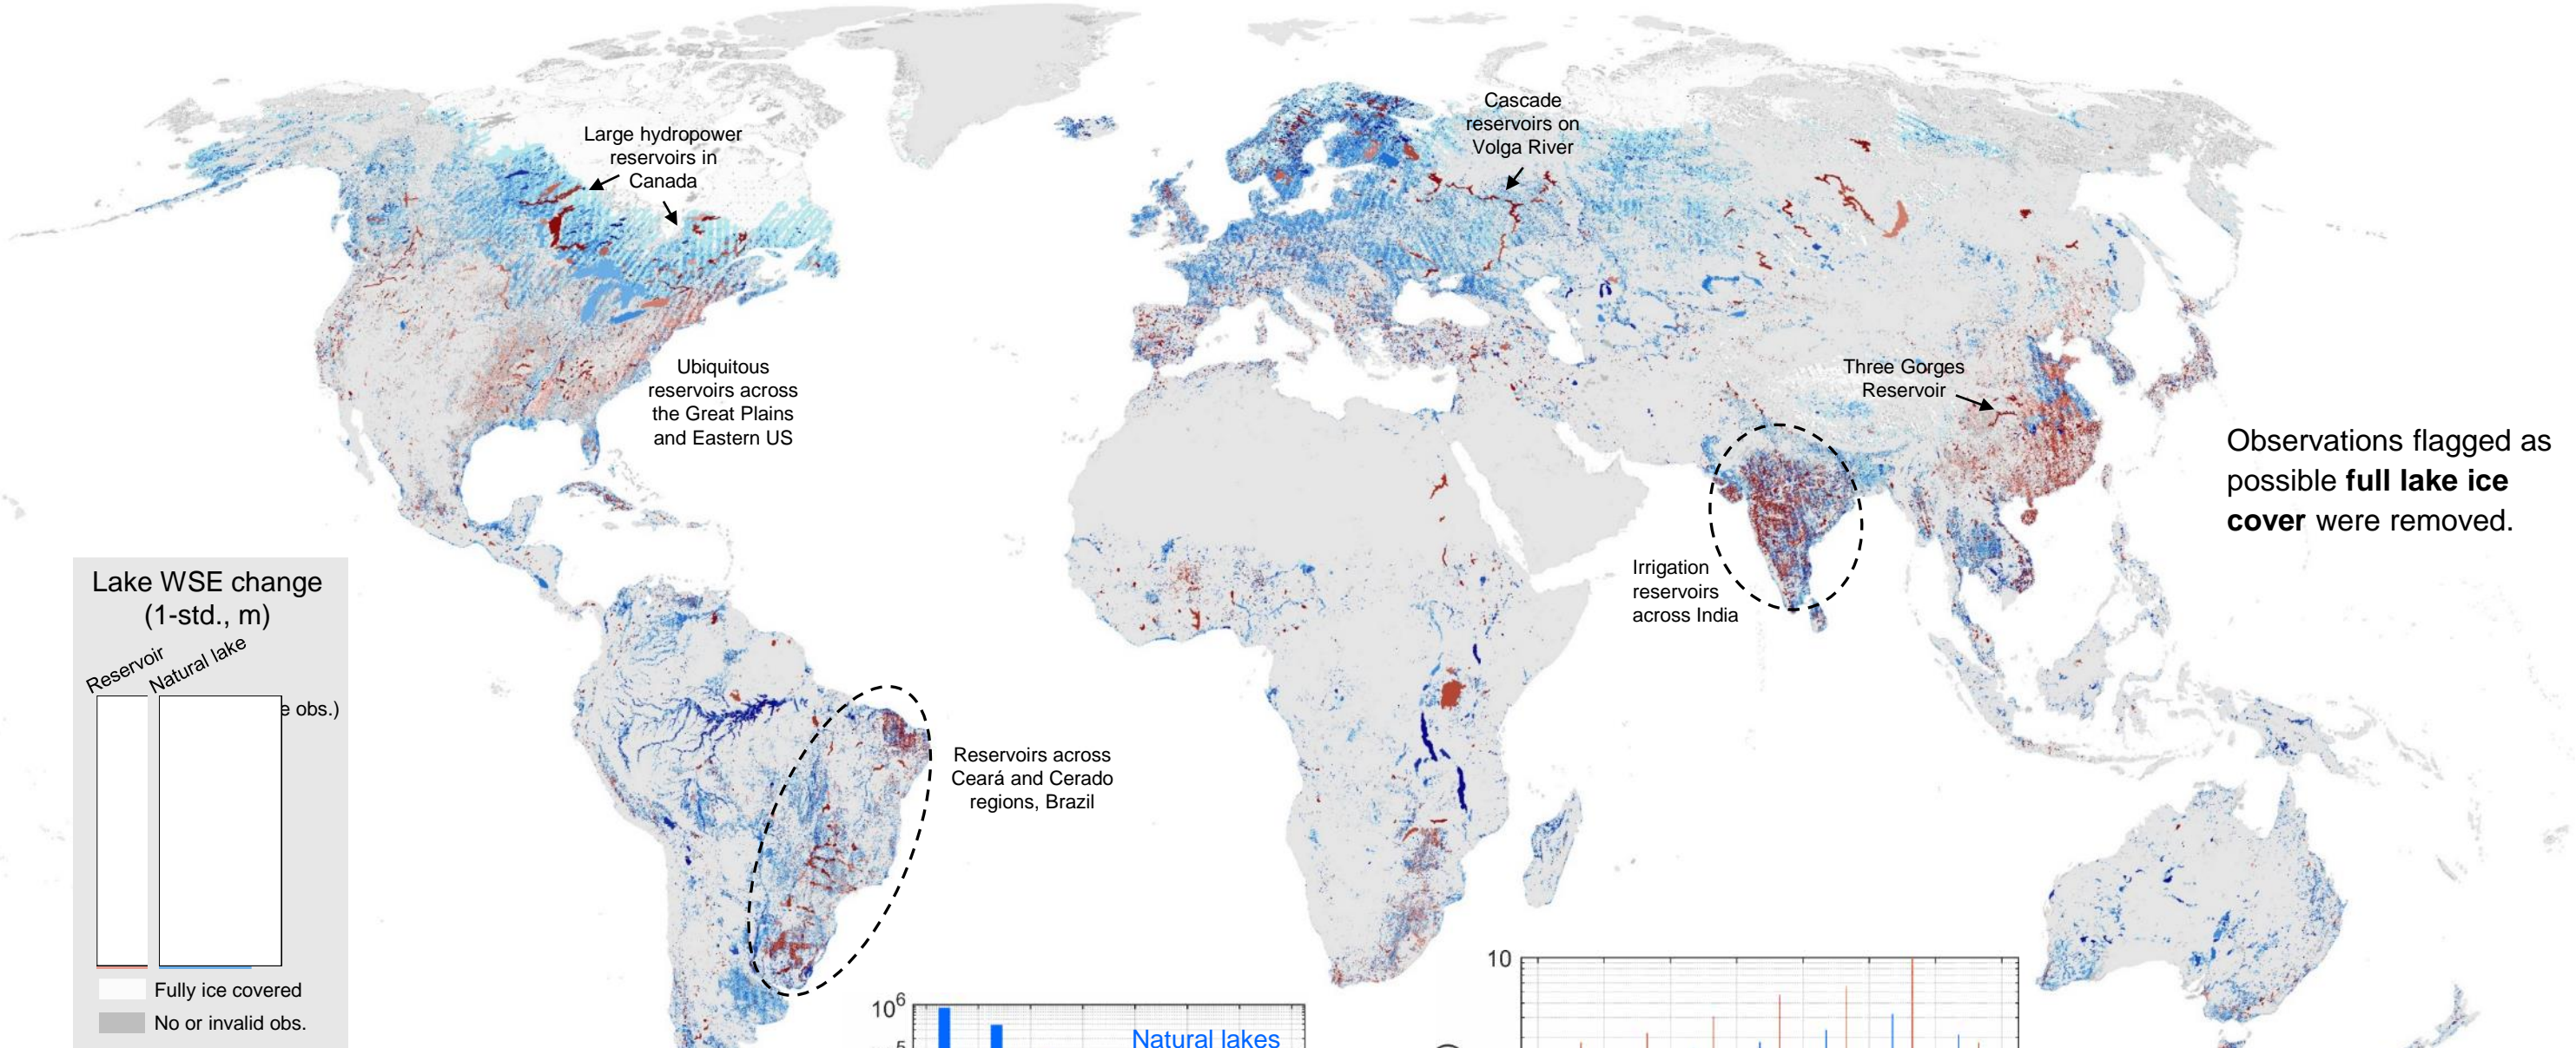 Large hydropower
reservoirs in
Canada
Cascade
reservoirs on
Volga River
Ubiquitous
reservoirs across
the Great Plains
and Eastern US
Three Gorges
Reservoir
Observations flagged as
possible full lake ice
cover were removed.
Irrigation
reservoirs
across India
Lake WSE change
(1-std., m)
Reservoir
Natural lake
e obs.)
Fully ice covered
No or invalid obs.
Reservoirs across
Ceará and Cerado
regions, Brazil
10
10⁶
Natural lakes